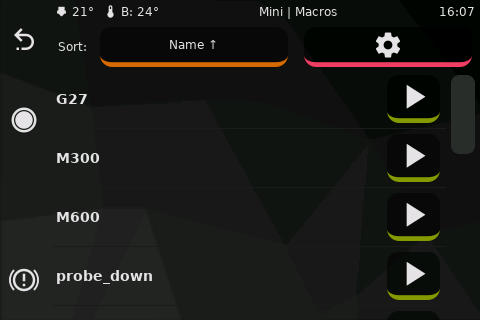 21° B: 24° Mini | Macros 16:07
Sort: Name ↑
G27
M300
M600
probe_down